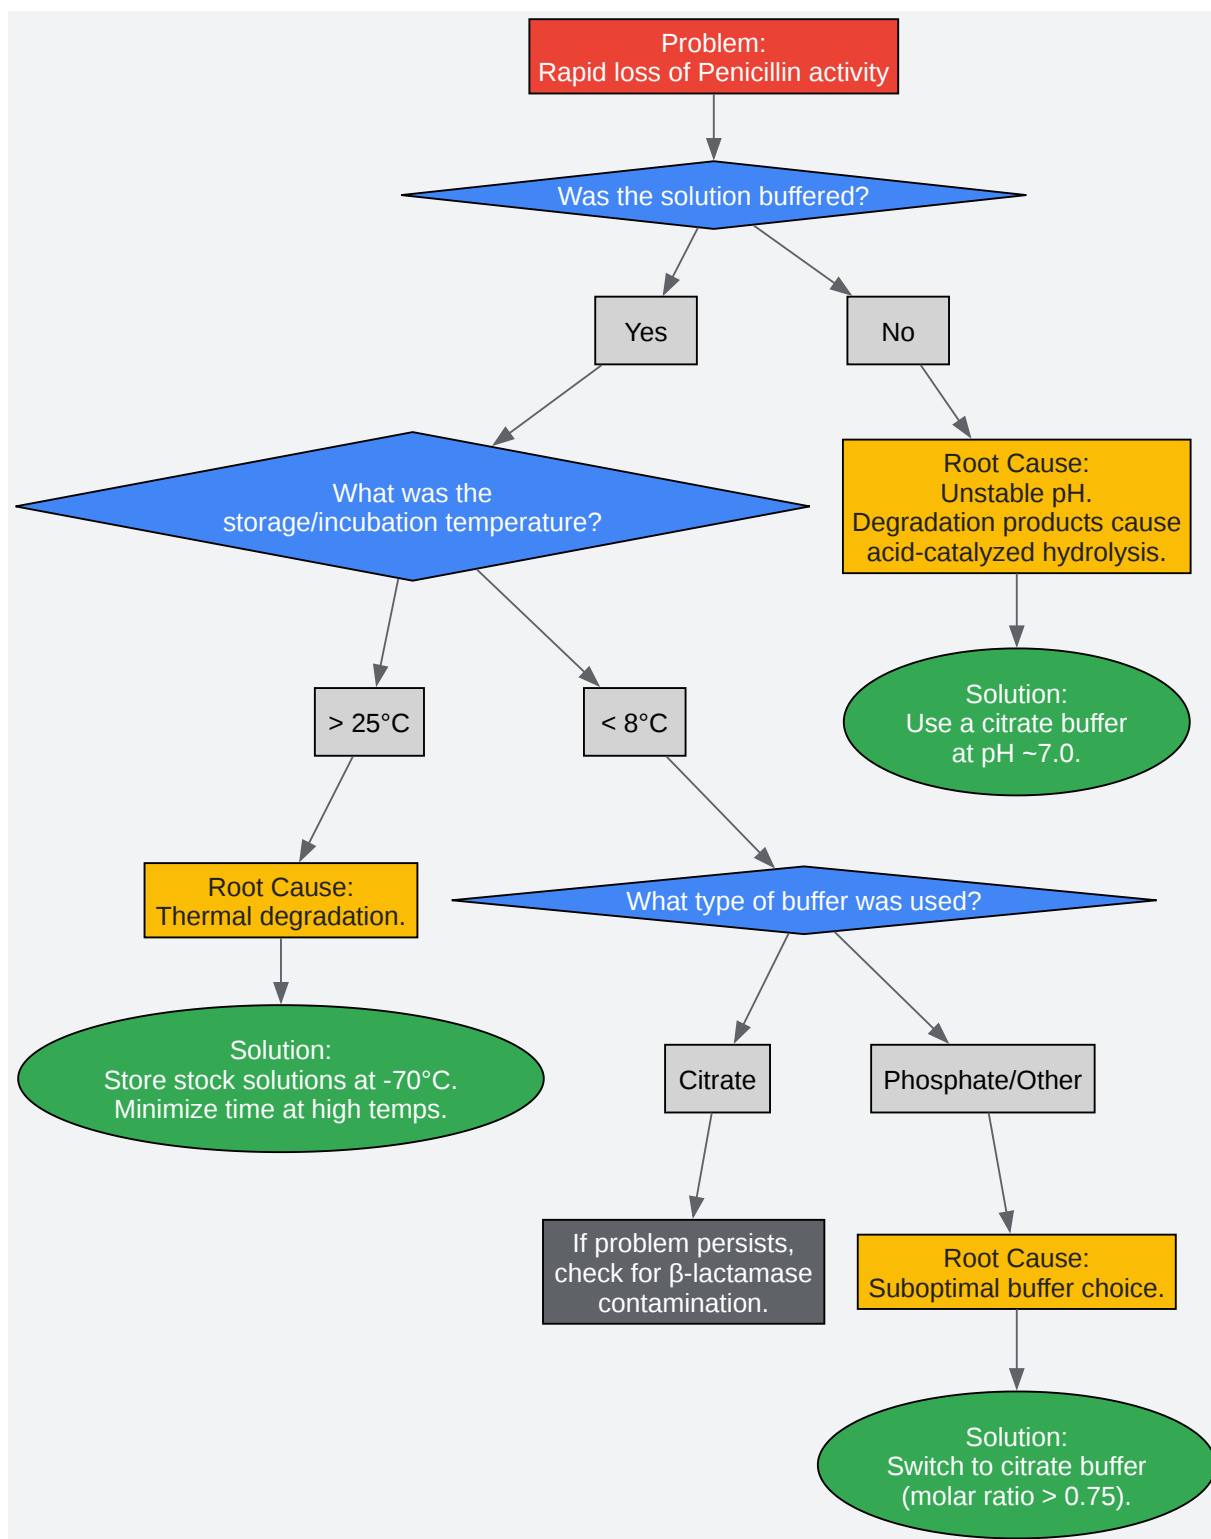 Problem:
Rapid loss of Penicillin activity
Was the solution buffered?
Yes
No
What was the
storage/incubation temperature?
Root Cause:
Unstable pH.
Degradation products cause
acid-catalyzed hydrolysis.
> 25°C
< 8°C
Solution:
Use a citrate buffer
at pH ~7.0.
Root Cause:
Thermal degradation.
What type of buffer was used?
Solution:
Store stock solutions at -70°C.
Minimize time at high temps.
Citrate
Phosphate/Other
If problem persists,
check for β-lactamase
contamination.
Root Cause:
Suboptimal buffer choice.
Solution:
Switch to citrate buffer
(molar ratio > 0.75).